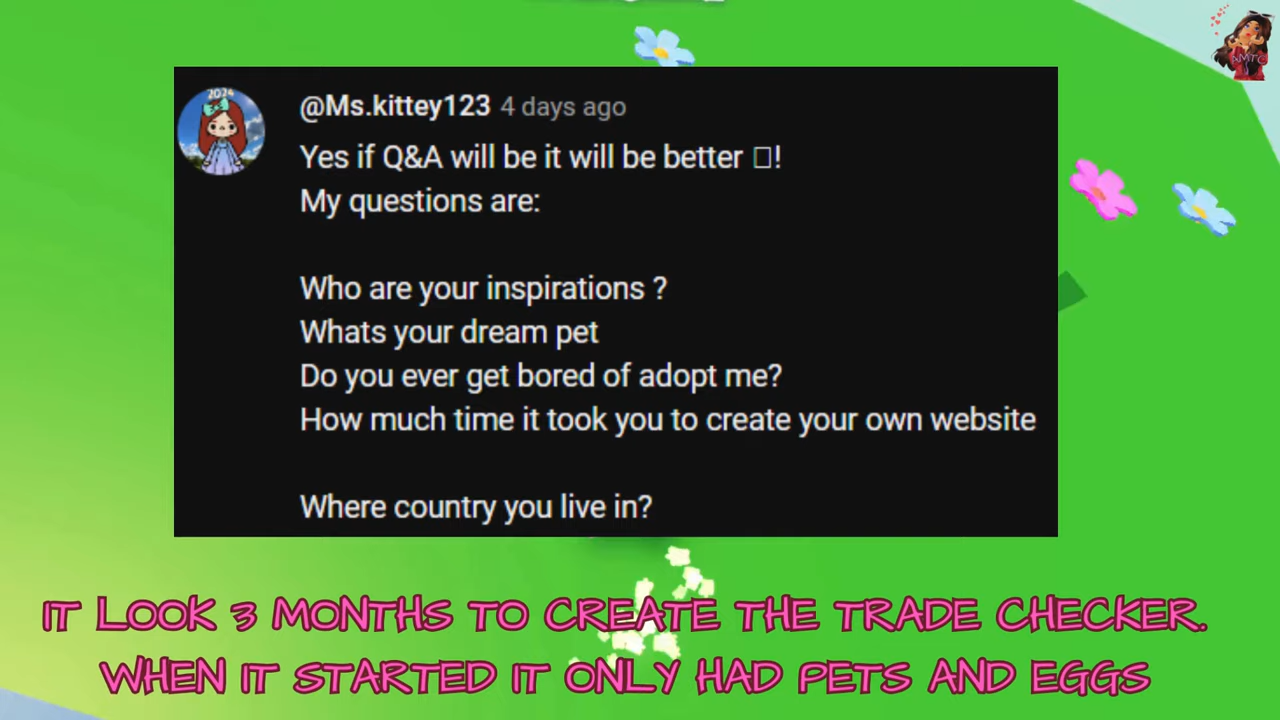 AMTC
2024
@Ms.kittey123 4 days ago
Yes if Q&A will be it will be better □!
My questions are:
Who are your inspirations ?
Whats your dream pet
Do you ever get bored of adopt me?
How much time it took you to create your own website
Where country you live in?
IT LOOK 3 MONTHS TO CREATE THE TRADE CHECKER.
WHEN IT STARTED IT ONLY HAD PETS AND EGGS